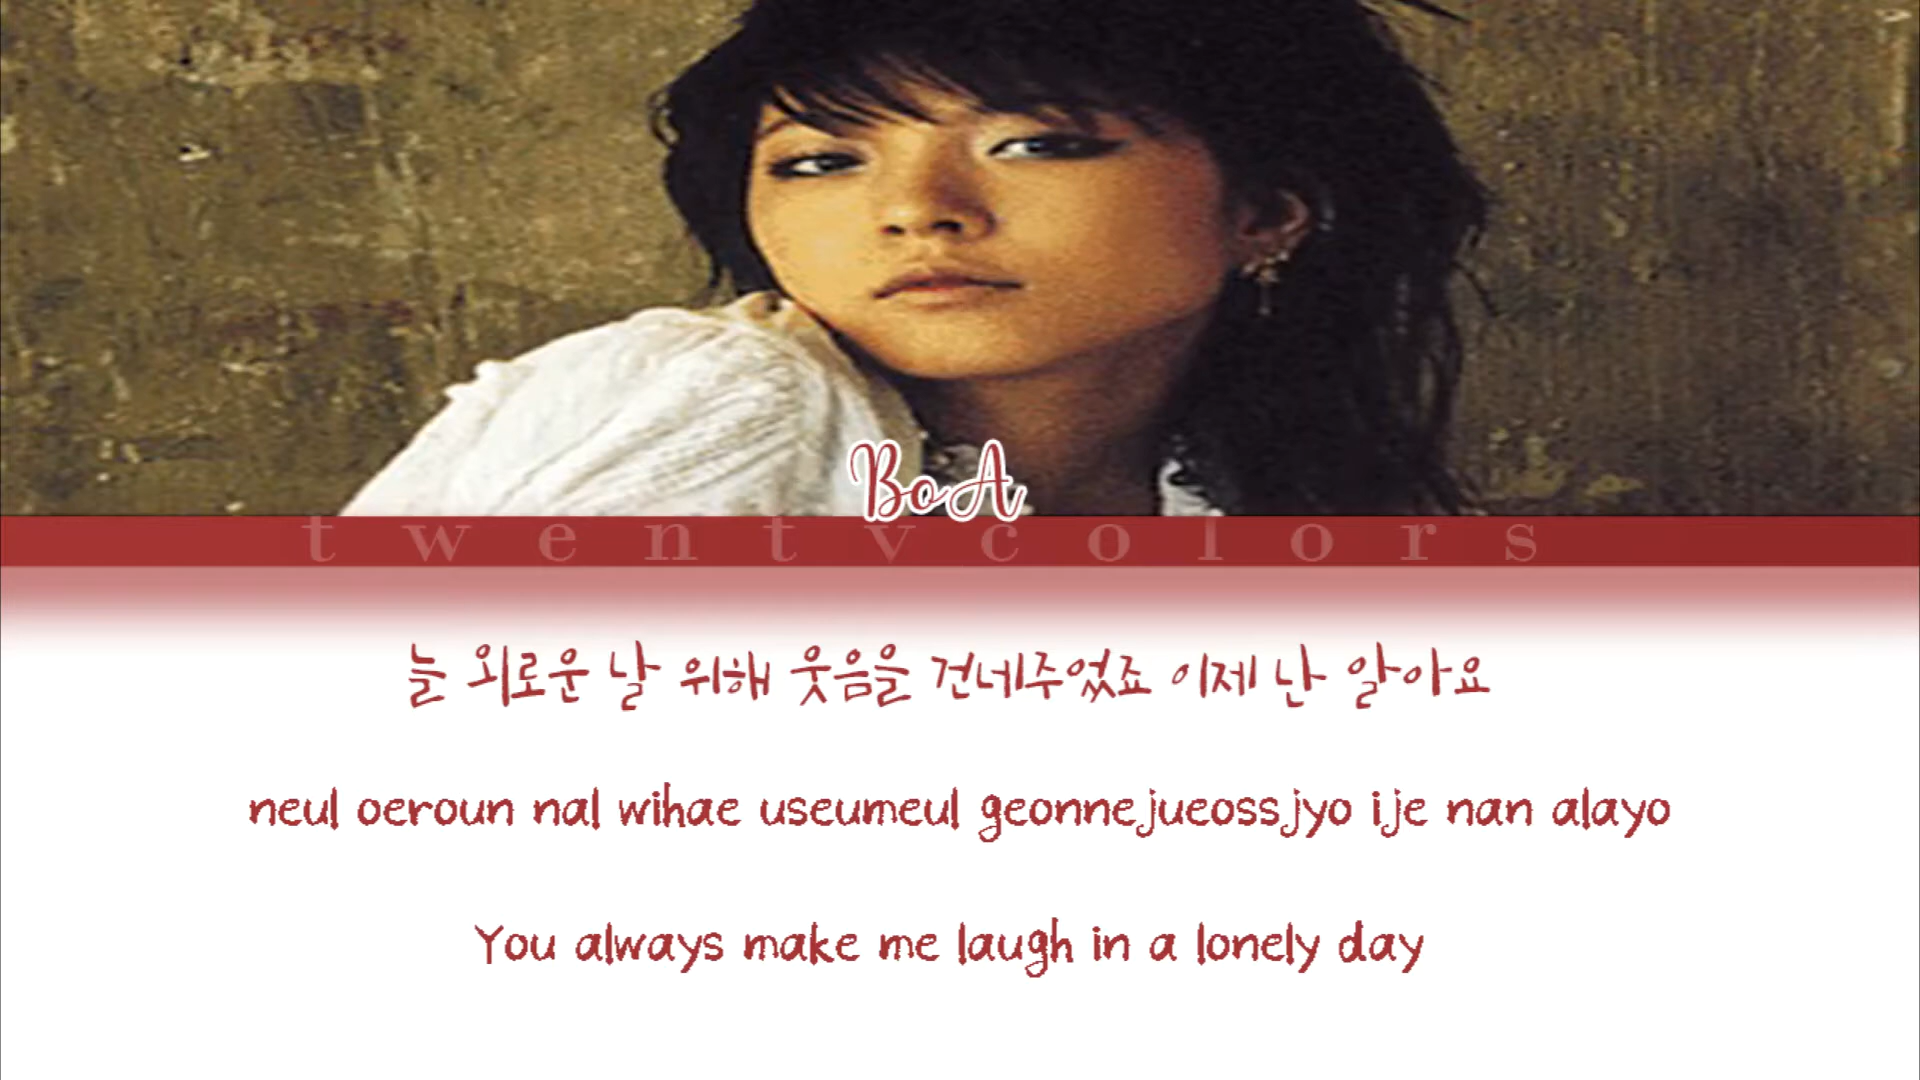 BoA
twentycolors
늘 외로운 날 위해 웃음을 건네주었죠 이제 난 알아요
neul oeroun nal wihae useumeul geonnejueossjyo ije nan alayo
You always make me laugh in a lonely day